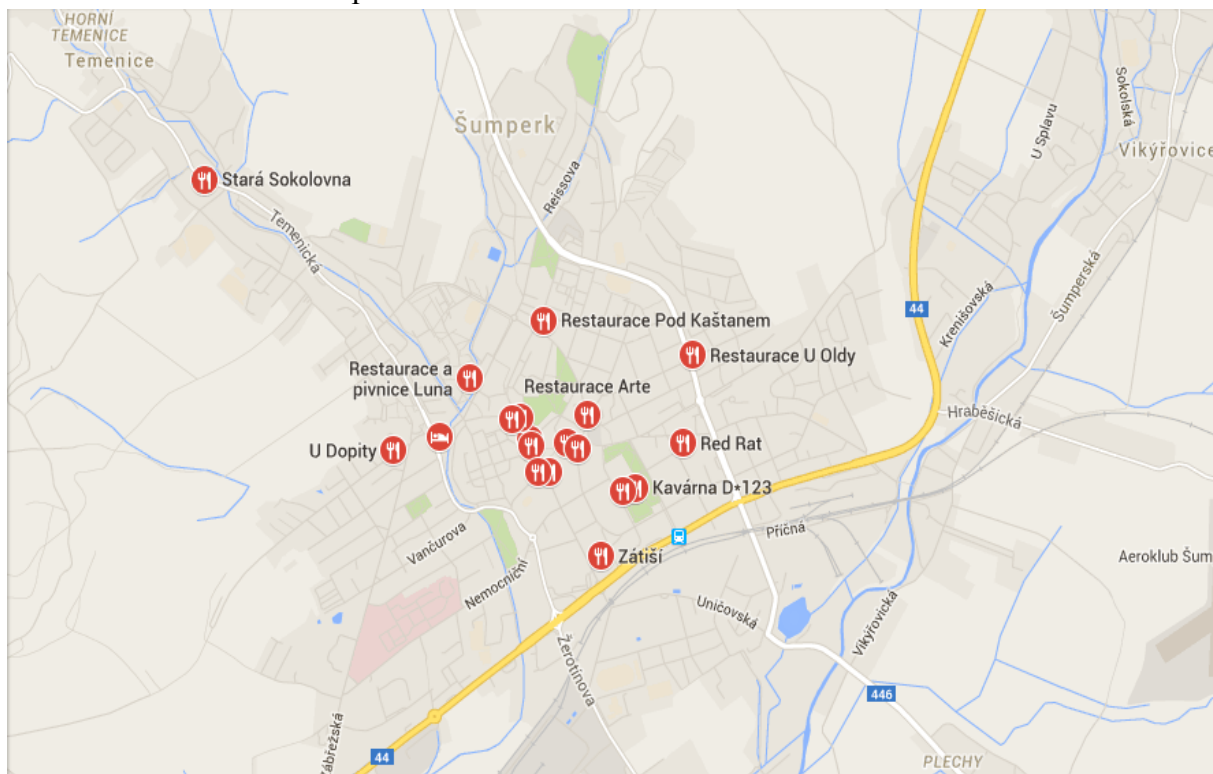 HORNÍ
TEMENICE
Temenice
Šumperk
Sokolská
U Splavu
Vikýřovice
Stará Sokolovna
Reissova
Temenická
Šumperská
Krenišovská
44
Restaurace Pod Kaštanem
Restaurace U Oldy
Restaurace a
pivnice Luna
Restaurace Arte
Hraběšická
U Dopity
Red Rat
Kavárna D*123
Příčná
Vančurova
Zátiší
Aeroklub Šum
Nemocniční
Uničovská
Vikýřovická
Žerotínova
446
Zábřežská
44
PLECHY